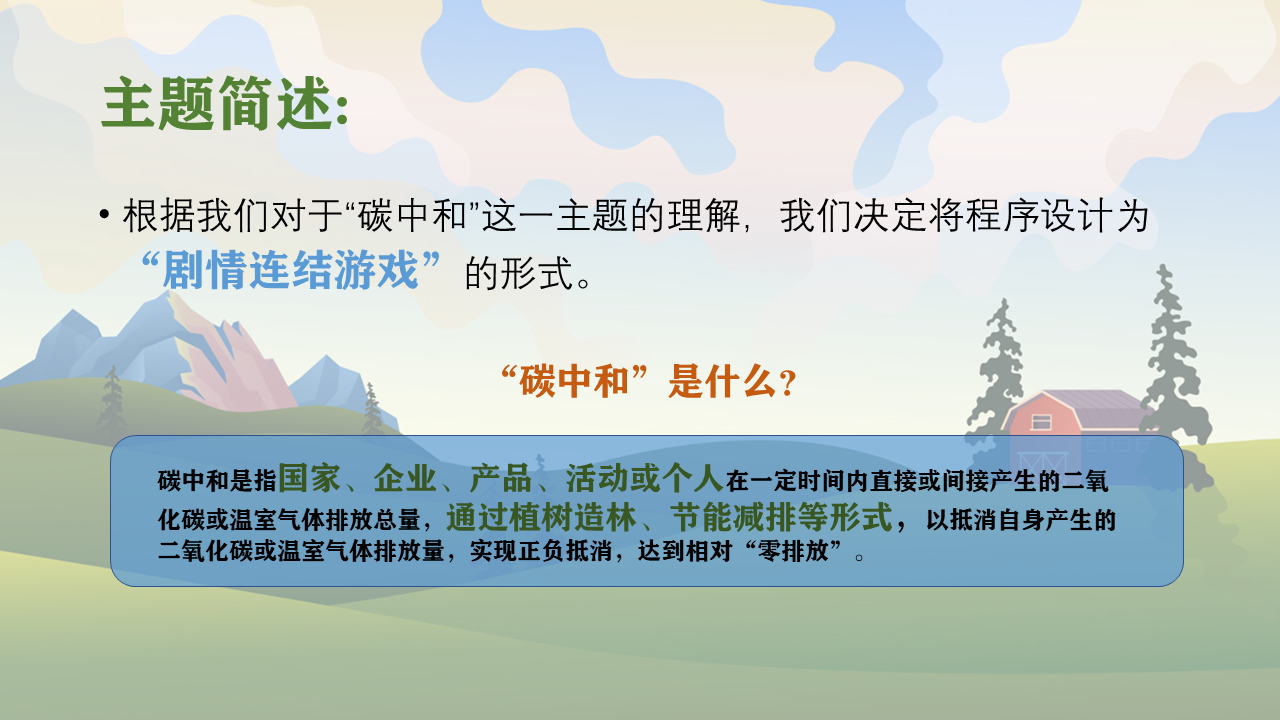 主题简述:
• 根据我们对于“碳中和”这一主题的理解，我们决定将程序设计为
“剧情连结游戏”的形式。
“碳中和”是什么?
碳中和是指国家、企业、产品、活动或个人在一定时间内直接或间接产生的二氧
化碳或温室气体排放总量，通过植树造林、节能减排等形式，以抵消自身产生的
二氧化碳或温室气体排放量，实现正负抵消，达到相对“零排放”。